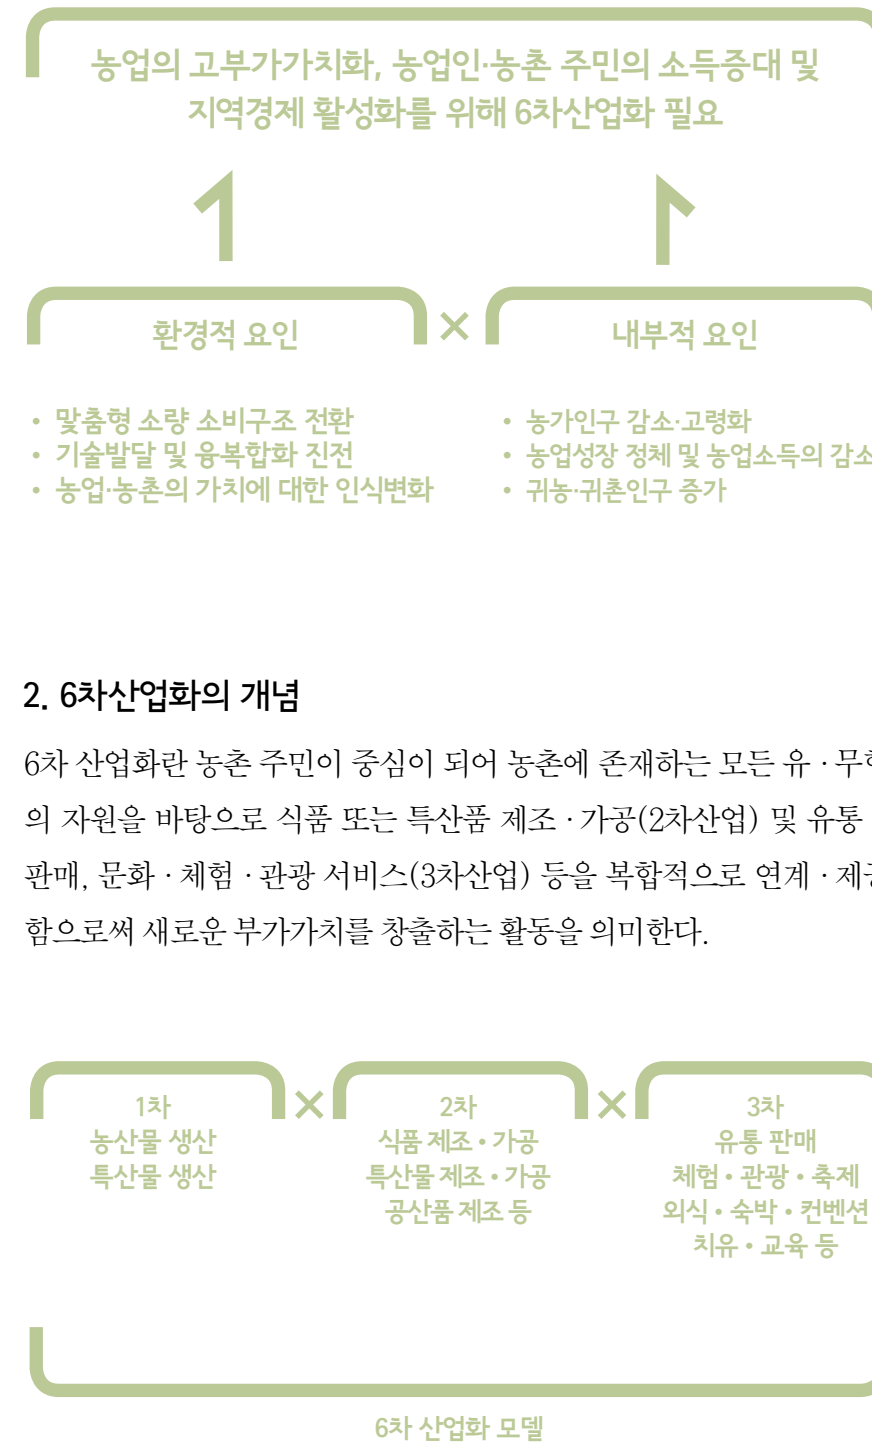 농업의 고부가가치화, 농업인·농촌 주민의 소득증대 및
지역경제 활성화를 위해 6차산업화 필요
환경적 요인
×
내부적 요인
• 맞춤형 소량 소비구조 전환
• 기술발달 및 융복합화 진전
• 농업·농촌의 가치에 대한 인식변화
• 농가인구 감소·고령화
• 농업성장 정체 및 농업소득의 감소
• 귀농·귀촌인구 증가
2. 6차산업화의 개념
6차 산업화란 농촌 주민이 중심이 되어 농촌에 존재하는 모든 유 ·
의 자원을 바탕으로 식품 또는 특산품 제조 · 가공(2차산업) 및 유통
판매, 문화 · 체험 · 관광 서비스(3차산업) 등을 복합적으로 연계 ·
함으로써 새로운 부가가치를 창출하는 활동을 의미한다.
1차
농산물 생산
특산물 생산
×
2차
식품 제조 • 가공
특산물 제조 • 가공
공산품 제조 등
×
3차
유통 판매
체험 • 관광 • 축제
외식 • 숙박 • 컨벤션
치유 • 교육 등
6차 산업화 모델